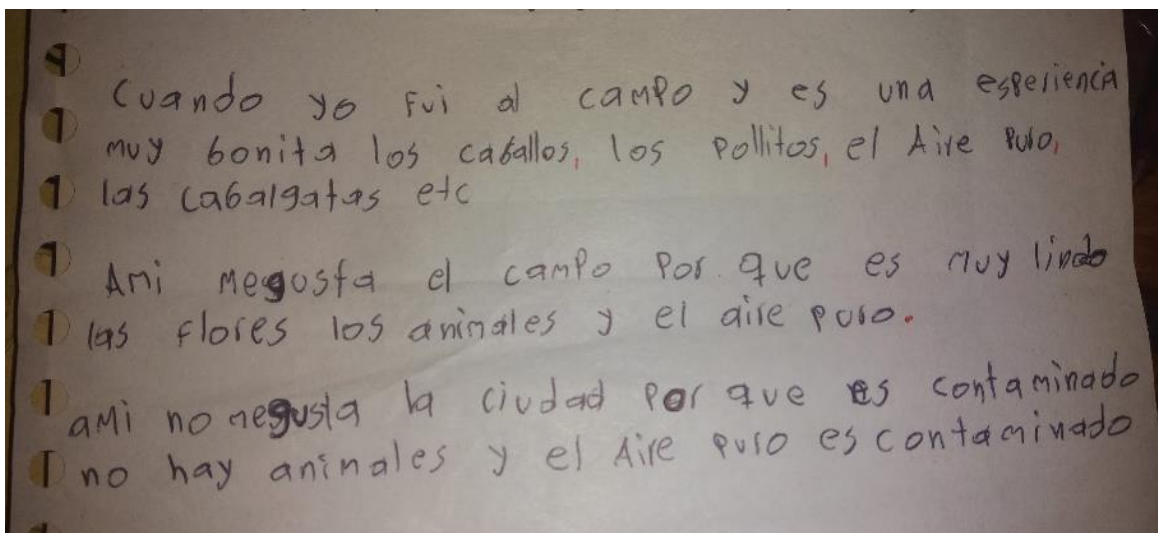 Cuando yo fui al campo y es una esperiencia
muy bonita los caballos, los pollitos, el Aire puro,
las cabalgatas etc
Ami megusta el campo por que es muy lindo
las flores los animales y el aire puro.
ami no megusta la ciudad por que es contaminado
no hay animales y el Aire puro es contaminado